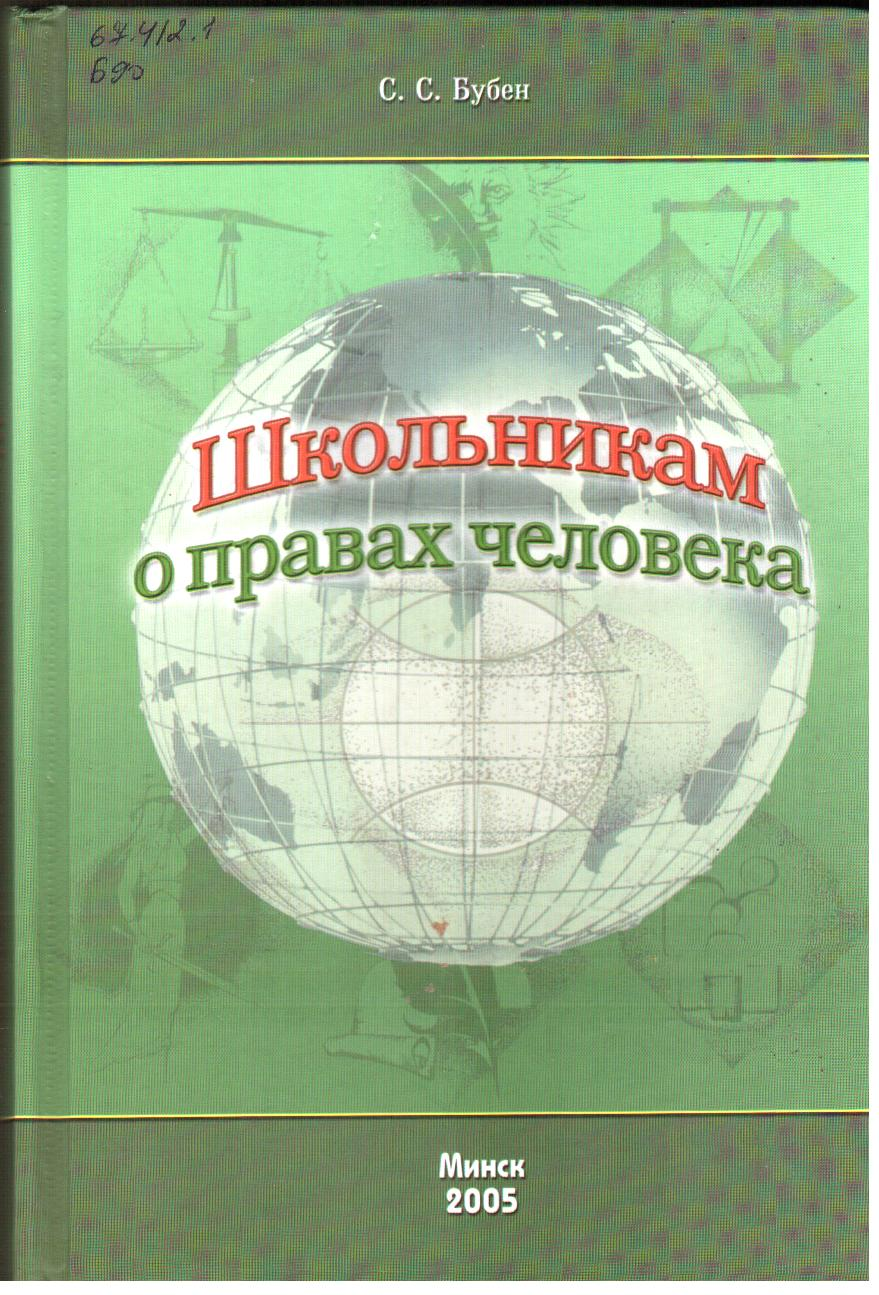 67.412.1
Б90
С. С. Бубен
Школьникам
о правах человека
Минск
2005